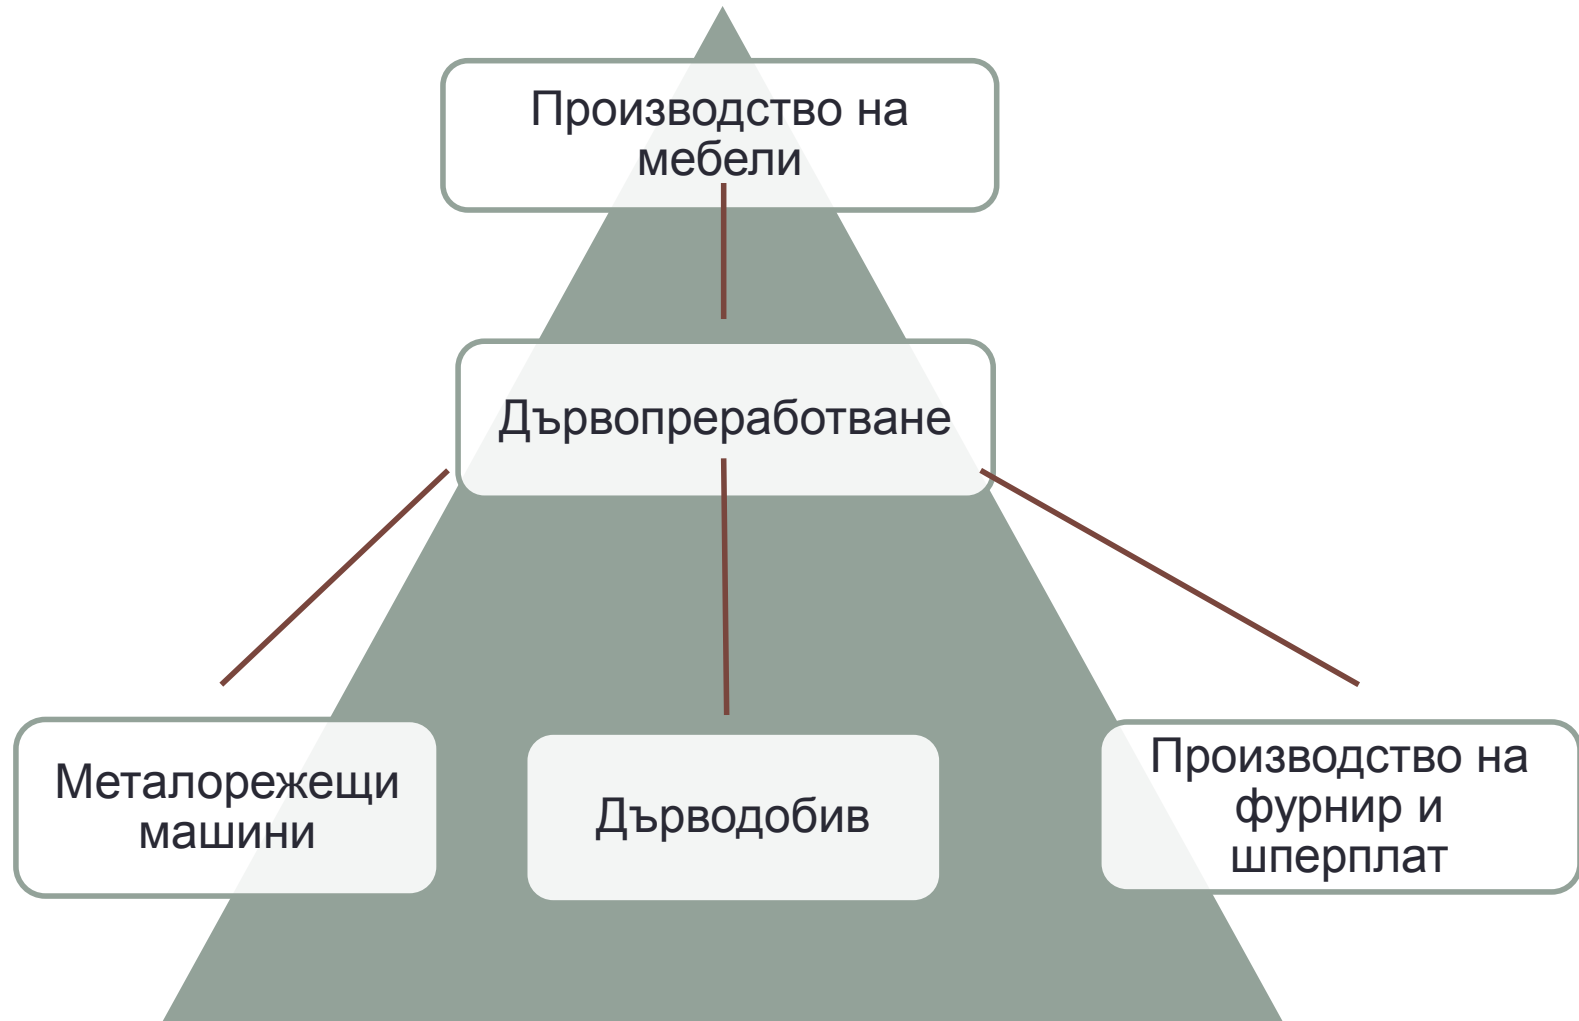 Производство на
мебели
Дървопреработване
Металорежещи
машини
Дърводобив
Производство на
фурнир и
шперплат